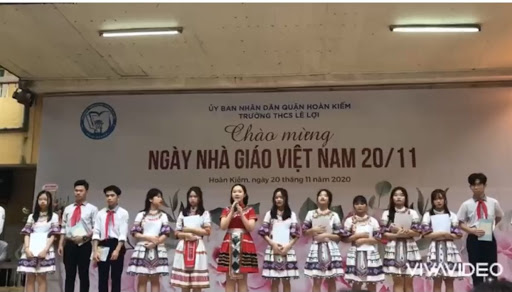 ỦY BAN NHÂN DÂN QUẬN HOÀN KIẾM
TRƯỜNG THCS LÊ LỢI
Chào mừng
NGÀY NHÀ GIÁO VIỆT NAM 20/11
Hoàn Kiếm, ngày 20 tháng 11 năm 2020
VIVAVIDEO